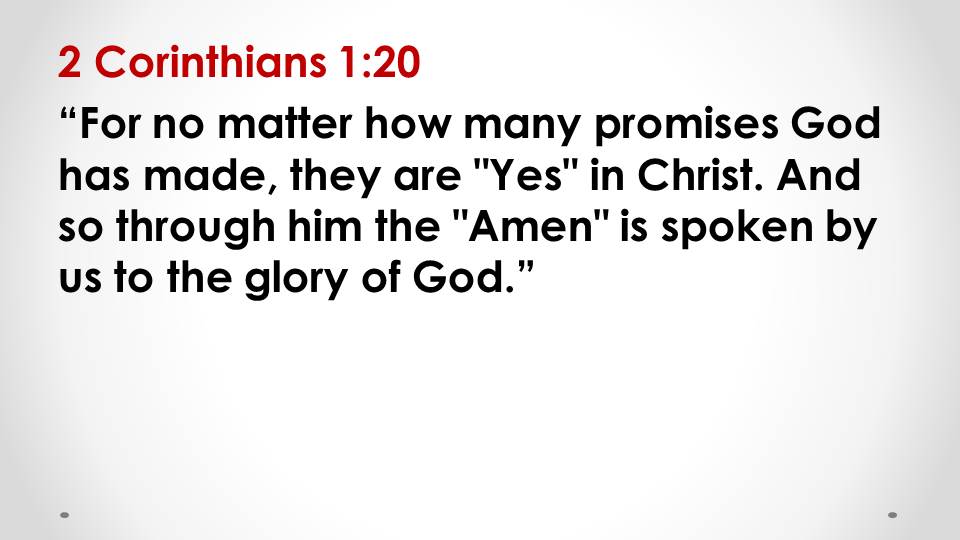 2 Corinthians 1:20
“For no matter how many promises God
has made, they are "Yes" in Christ. And
so through him the "Amen" is spoken by
us to the glory of God.”